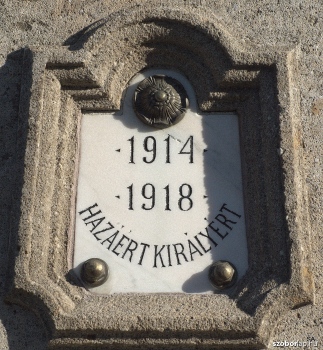 ·1914·
·1918·
HAZÁÉRT KIRÁLYÉRT
szoborlap.hu